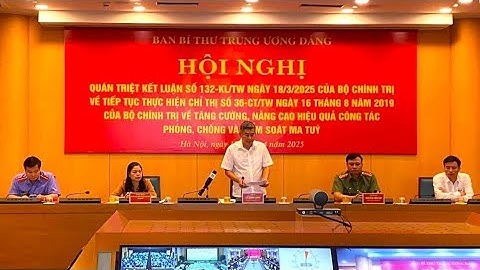 BAN BÍ THƯ TRUNG ƯƠNG ĐẢNG
HỘI NGHỊ
QUÁN TRIỆT KẾT LUẬN SỐ 132-KL/TW NGÀY 18/3/2025 CỦA BỘ CHÍNH TRỊ
VỀ TIẾP TỤC THỰC HIỆN CHỈ THỊ SỐ 36-CT/TW NGÀY 16 THÁNG 8 NĂM 2019
CỦA BỘ CHÍNH TRỊ VỀ TĂNG CƯỜNG, NÂNG CAO HIỆU QUẢ CÔNG TÁC
PHÒNG, CHỐNG VÀ SOÁT MA TUÝ
Hà Nội, 2025